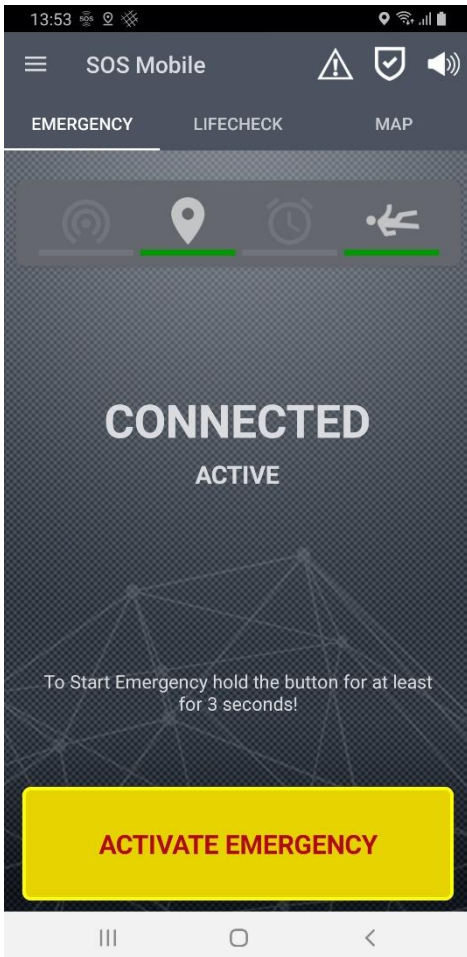 13:53 SOS
SOS Mobile
EMERGENCY LIFECHECK MAP
CONNECTED
ACTIVE
To Start Emergency hold the button for at least
for 3 seconds!
ACTIVATE EMERGENCY